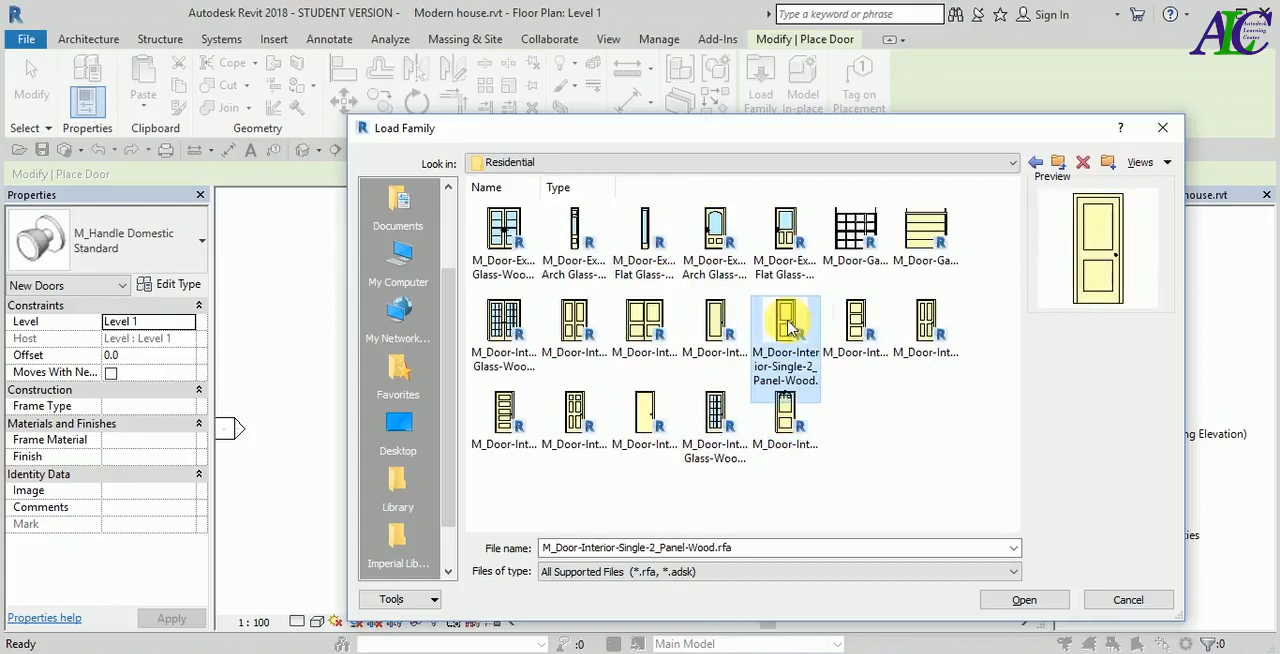 Autodesk Revit 2018 - STUDENT VERSION -
Modern house.rvt - Floor Plan: Level 1
Type a keyword or phrase
Sign In
ALC
Autodesk
Learning
Center
File
Architecture
Structure
Systems
Insert
Annotate
Analyze
Massing & Site
Collaborate
View
Manage
Add-Ins
Modify | Place Door
Modify
Paste
Cope
Cut
Join
Load
Family
Model
In-place
Tag on
Placement
Select
Properties
Clipboard
Geometry
Modify | Place Door
Properties
M_Handle Domestic
Standard
New Doors
Edit Type
Constraints
Level
Level 1
Host
Level : Level 1
Offset
0.0
Moves With Ne...
Construction
Frame Type
Materials and Finishes
Frame Material
Finish
Identity Data
Image
Comments
Mark
Properties help
Apply
Load Family
Look in:
Residential
Views
Preview
Name
Type
Documents
My Computer
My Network...
Favorites
Desktop
Library
Imperial Lib...
M_Door-Ex...
Glass-Woo...
M_Door-Ex...
Arch Glass-...
M_Door-Ex...
Flat Glass-...
M_Door-Ex...
Arch Glass-...
M_Door-Ex...
Flat Glass-...
M_Door-Ga...
M_Door-Ga...
M_Door-Int...
Glass-Woo...
M_Door-Int...
M_Door-Int...
M_Door-Int...
M_Door-Inter
ior-Single-2_
Panel-Wood.
rfa
M_Door-Int...
M_Door-Int...
M_Door-Int...
M_Door-Int...
M_Door-Int...
M_Door-Int...
Glass-Woo...
M_Door-Int...
File name:
M_Door-Interior-Single-2_Panel-Wood.rfa
Files of type:
All Supported Files (*.rfa, *.adsk)
Tools
Open
Cancel
ouse.rvt
ng Elevation)
ies
1 : 100
Ready
:0
Main Model
:0